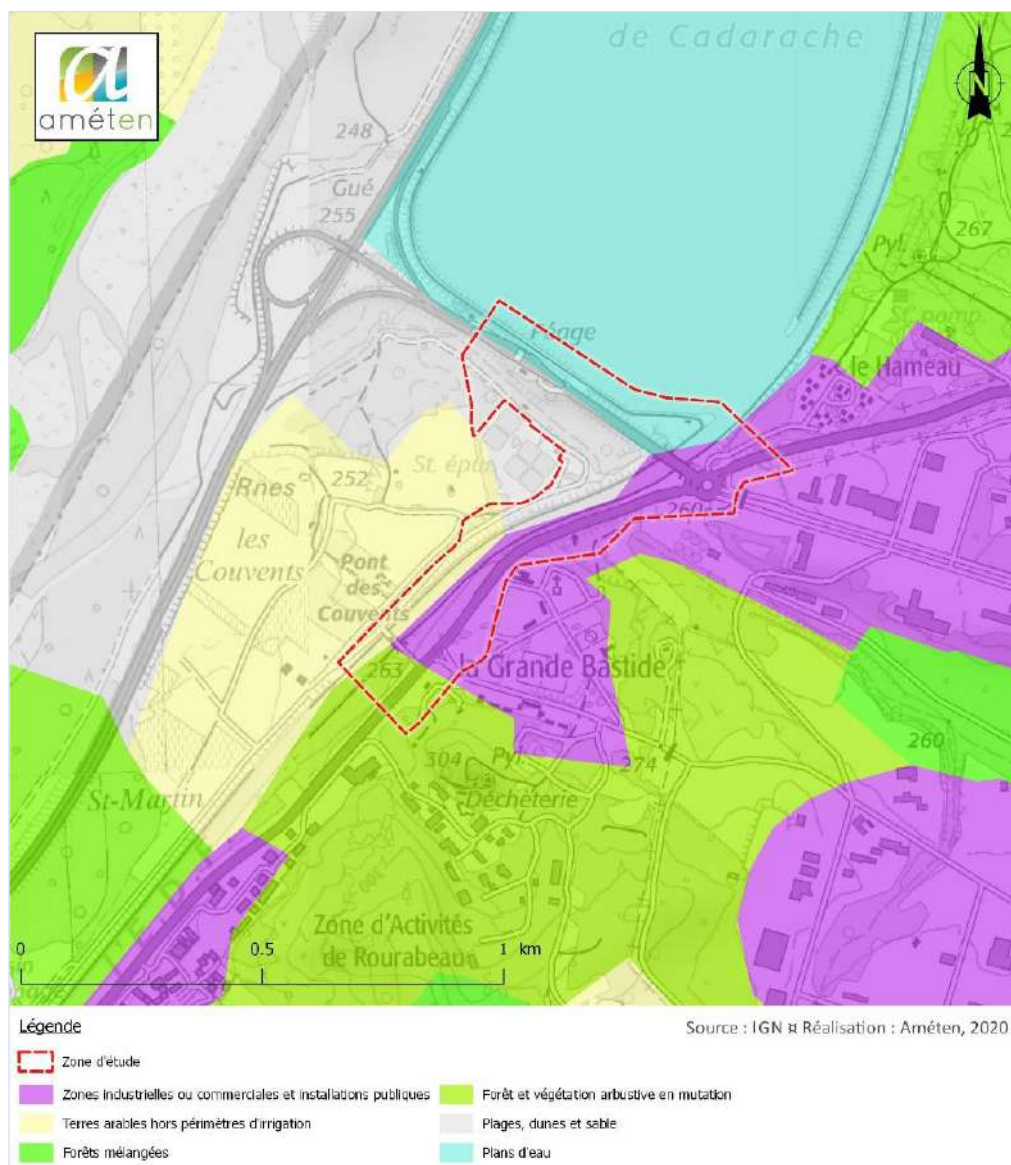 améten
de Cadarache
N
248
Gué
255
Péage
267
Pyl.
St. pomp.
le Hameau
Rnes
252
St. épur.
260
les
Couvents
Pont
des
Couvents
263
la Grande Bastide
304
Pyl.
274
260
St-Martin
Déchèterie
Zone d'Activités
de Rourabeau
0 0.5 1 km
Légende
Source : IGN ¤ Réalisation : Améten, 2020
Zone d'étude
Zones industrielles ou commerciales et installations publiques
Forêt et végétation arbustive en mutation
Terres arables hors périmètres d'irrigation
Plages, dunes et sable
Forêts mélangées
Plans d'eau